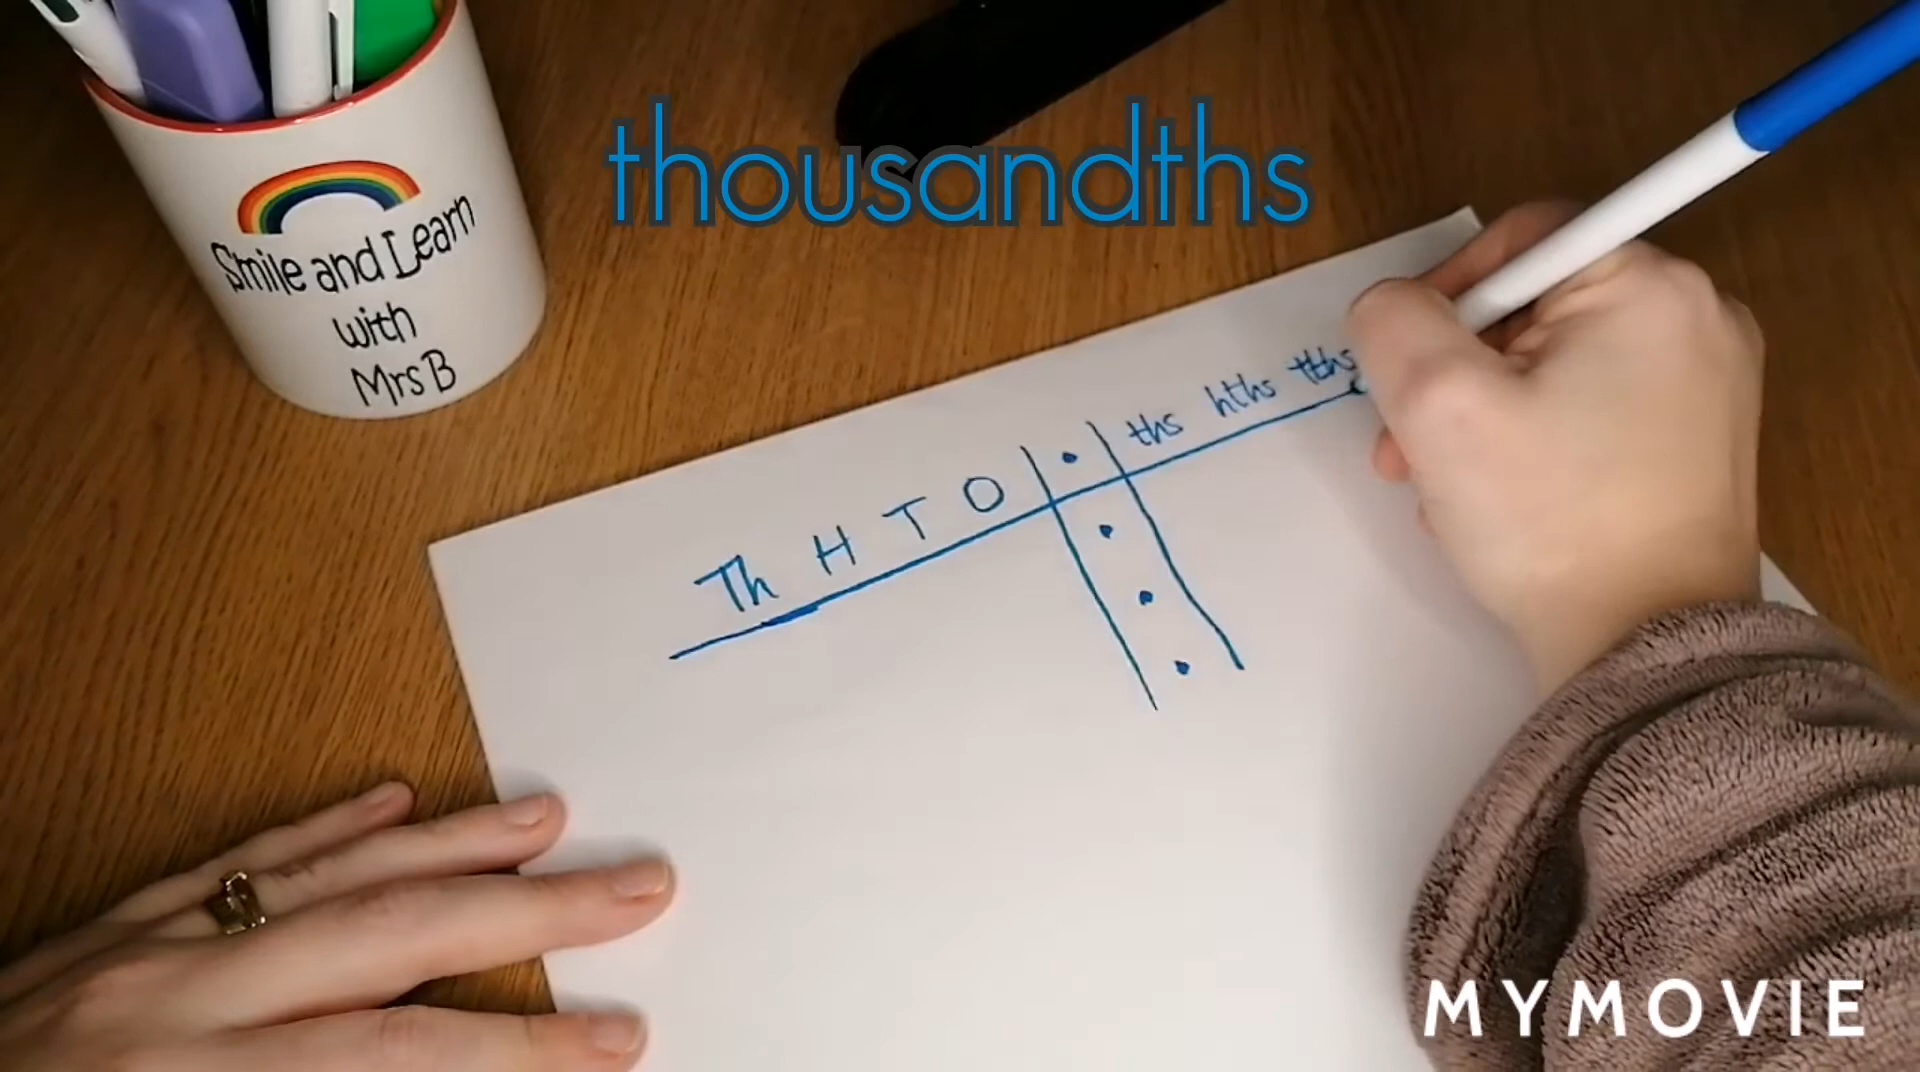 thousandths
Smile and Learn
with
Mrs B
Th H T O . ths hths tths
MYMOVIE